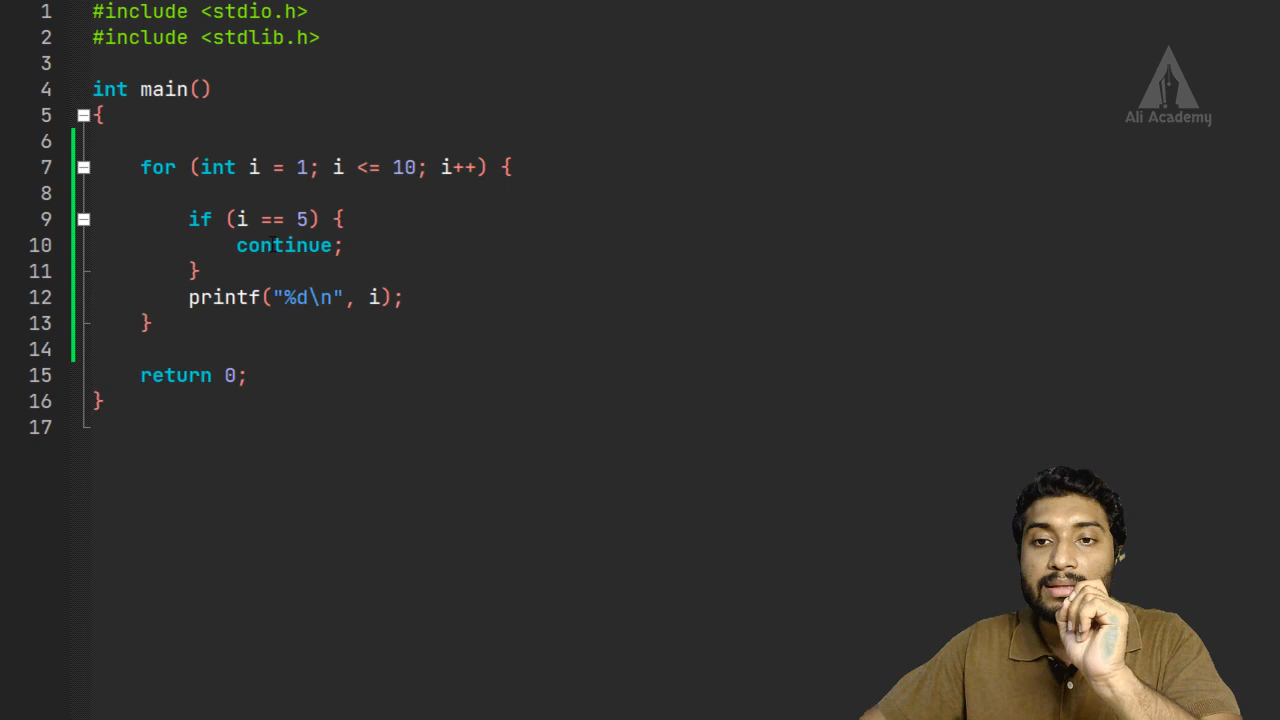 1 #include <stdio.h>
2 #include <stdlib.h>
3
4 int main()
5 {
6
7     for (int i = 1; i <= 10; i++) {
8
9         if (i == 5) {
10             continue;
11         }
12         printf("%d\n", i);
13     }
14
15     return 0;
16 }
17
Ali Academy